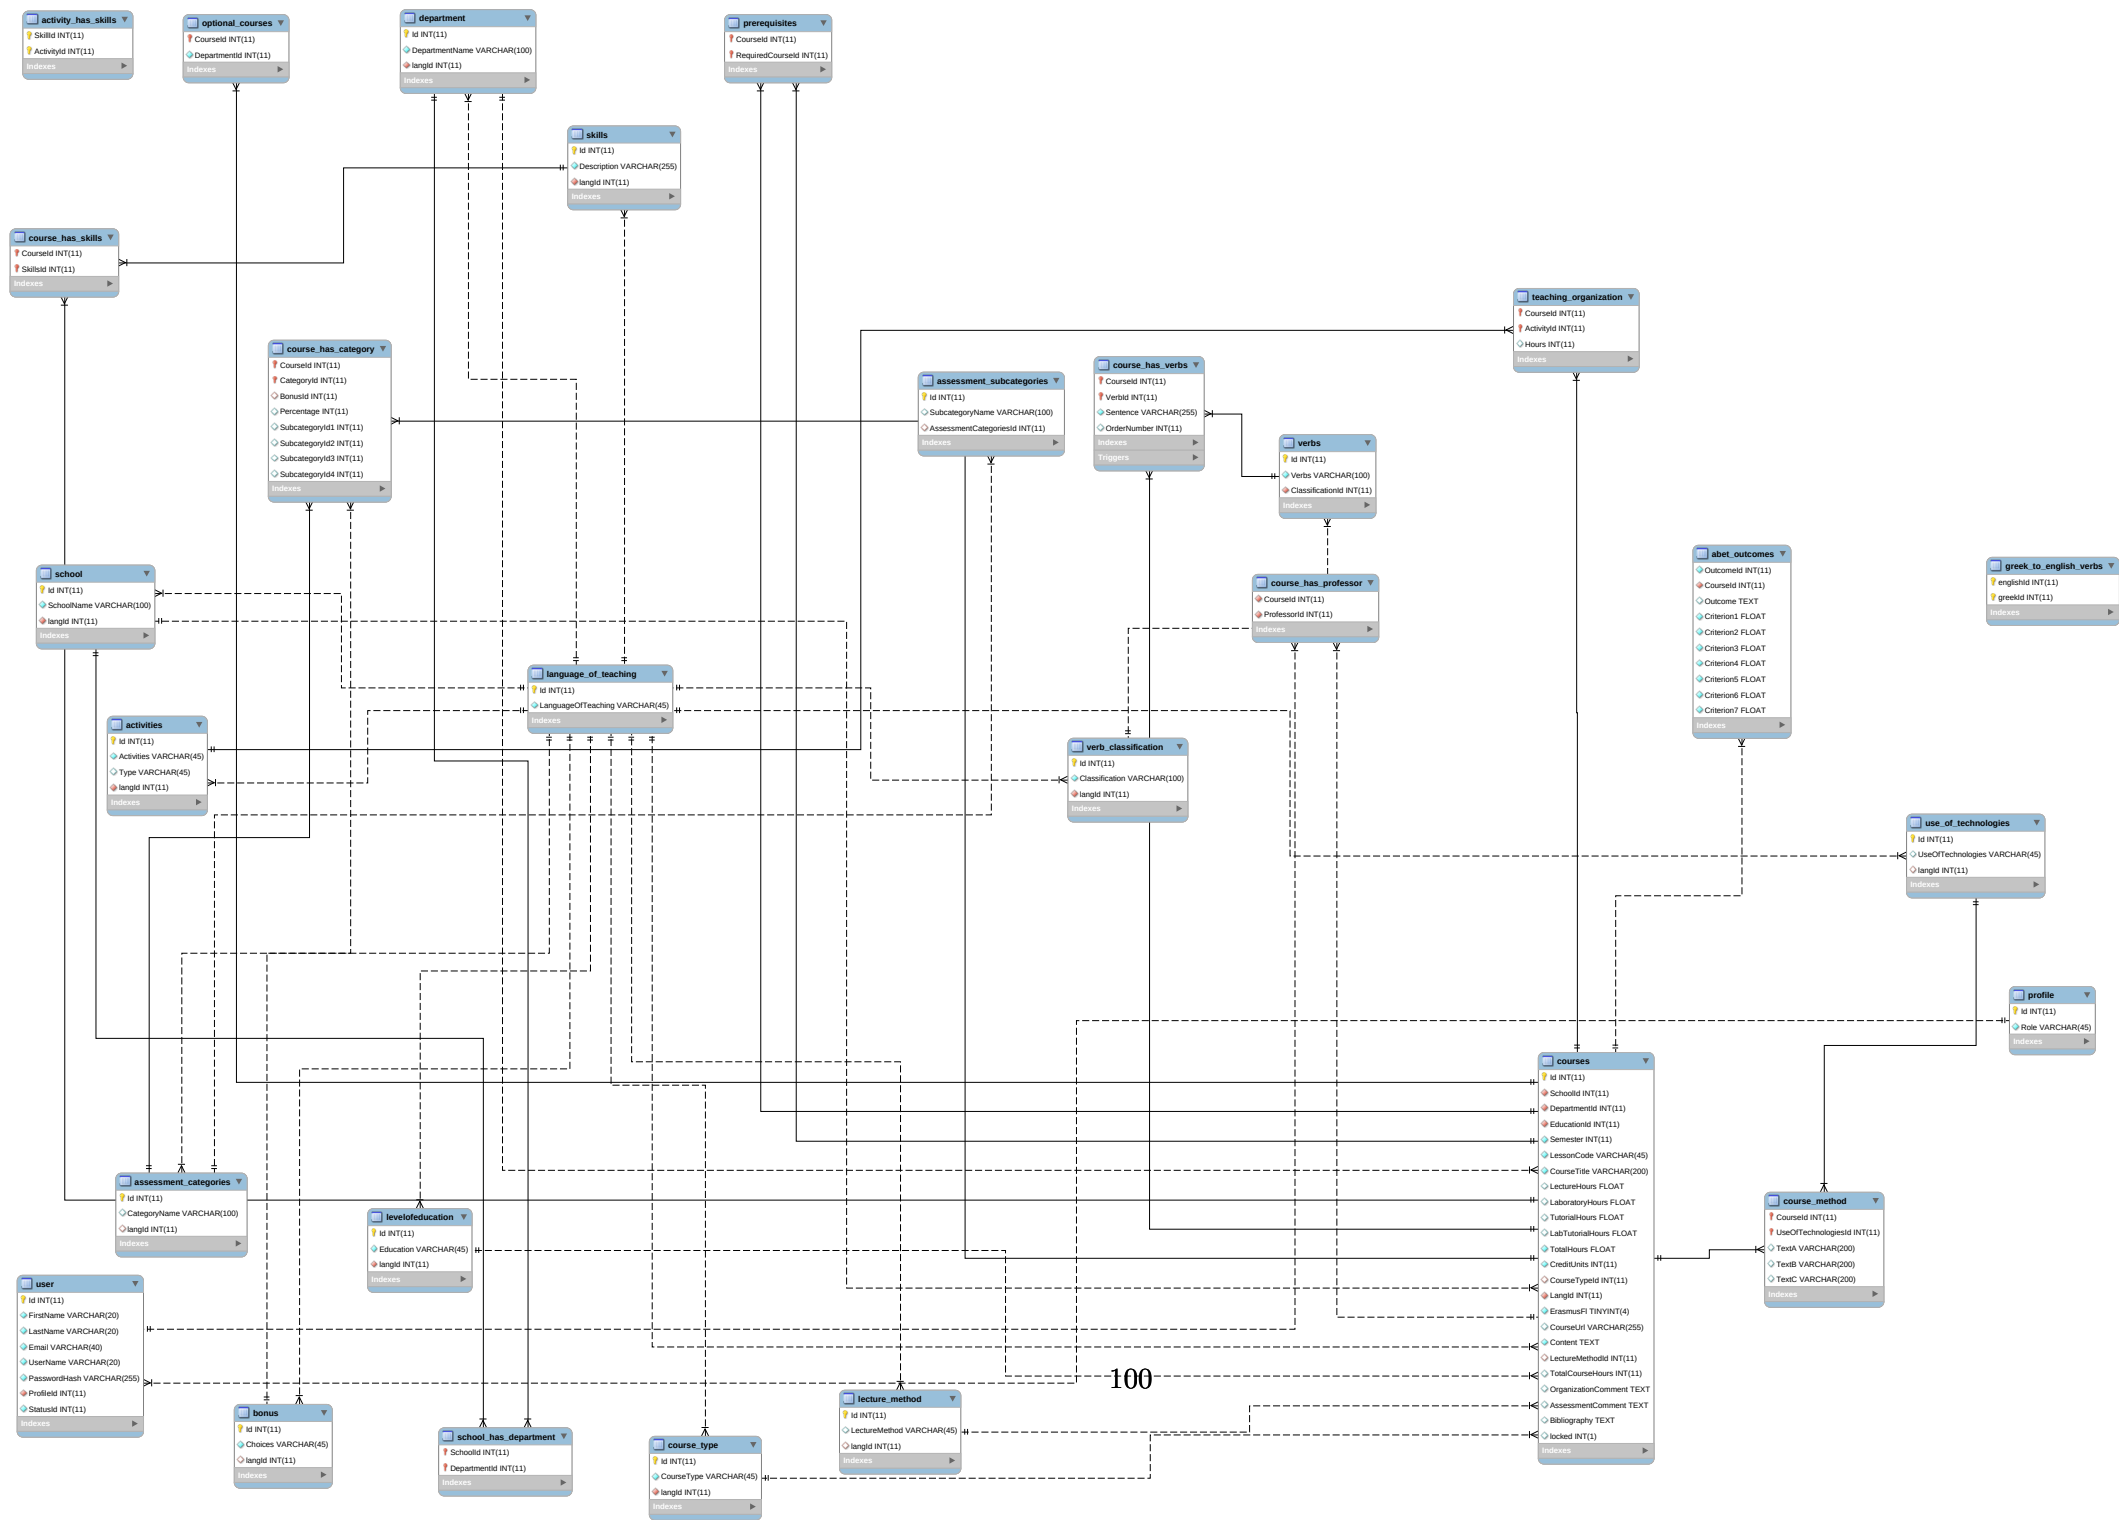 activity_has_skills
SkillId INT(11)
ActivityId INT(11)
Indexes
optional_courses
CourseId INT(11)
DepartmentId INT(11)
Indexes
department
Id INT(11)
DepartmentName VARCHAR(100)
langId INT(11)
Indexes
prerequisites
CourseId INT(11)
RequiredCourseId INT(11)
Indexes
skills
Id INT(11)
Description VARCHAR(255)
langId INT(11)
Indexes
course_has_skills
CourseId INT(11)
SkillsId INT(11)
Indexes
teaching_organization
CourseId INT(11)
ActivityId INT(11)
Hours INT(11)
Indexes
course_has_category
CourseId INT(11)
CategoryId INT(11)
BonusId INT(11)
Percentage INT(11)
SubcategoryId1 INT(11)
SubcategoryId2 INT(11)
SubcategoryId3 INT(11)
SubcategoryId4 INT(11)
Indexes
assessment_subcategories
Id INT(11)
SubcategoryName VARCHAR(100)
AssessmentCategoriesId INT(11)
Indexes
course_has_verbs
CourseId INT(11)
VerbId INT(11)
Sentence VARCHAR(255)
OrderNumber INT(11)
Indexes
Triggers
verbs
Id INT(11)
Verbs VARCHAR(100)
ClassificationId INT(11)
Indexes
school
Id INT(11)
SchoolName VARCHAR(100)
langId INT(11)
Indexes
course_has_professor
CourseId INT(11)
ProfessorId INT(11)
Indexes
abet_outcomes
OutcomeId INT(11)
CourseId INT(11)
Outcome TEXT
Criterion1 FLOAT
Criterion2 FLOAT
Criterion3 FLOAT
Criterion4 FLOAT
Criterion5 FLOAT
Criterion6 FLOAT
Criterion7 FLOAT
Indexes
greek_to_english_verbs
englishId INT(11)
greekId INT(11)
Indexes
language_of_teaching
Id INT(11)
LanguageOfTeaching VARCHAR(45)
Indexes
activities
Id INT(11)
Activities VARCHAR(45)
Type VARCHAR(45)
langId INT(11)
Indexes
verb_classification
Id INT(11)
Classification VARCHAR(100)
langId INT(11)
Indexes
use_of_technologies
Id INT(11)
UseOfTechnologies VARCHAR(45)
langId INT(11)
Indexes
profile
Id INT(11)
Role VARCHAR(45)
Indexes
courses
Id INT(11)
SchoolId INT(11)
DepartmentId INT(11)
EducationId INT(11)
Semester INT(11)
LessonCode VARCHAR(45)
CourseTitle VARCHAR(200)
LectureHours FLOAT
LaboratoryHours FLOAT
TutorialHours FLOAT
LabTutorialHours FLOAT
TotalHours FLOAT
CreditUnits INT(11)
CourseTypeId INT(11)
LangId INT(11)
ErasmusFl TINYINT(4)
CourseUrl VARCHAR(255)
Content TEXT
LectureMethodId INT(11)
TotalCourseHours INT(11)
OrganizationComment TEXT
AssessmentComment TEXT
Bibliography TEXT
locked INT(1)
Indexes
assessment_categories
Id INT(11)
CategoryName VARCHAR(100)
langId INT(11)
Indexes
levelofeducation
Id INT(11)
Education VARCHAR(45)
langId INT(11)
Indexes
course_method
CourseId INT(11)
UseOfTechnologiesId INT(11)
TextA VARCHAR(200)
TextB VARCHAR(200)
TextC VARCHAR(200)
Indexes
user
Id INT(11)
FirstName VARCHAR(20)
LastName VARCHAR(20)
Email VARCHAR(40)
UserName VARCHAR(20)
PasswordHash VARCHAR(255)
ProfileId INT(11)
StatusId INT(11)
Indexes
100
bonus
Id INT(11)
Choices VARCHAR(45)
langId INT(11)
Indexes
school_has_department
SchoolId INT(11)
DepartmentId INT(11)
Indexes
course_type
Id INT(11)
CourseType VARCHAR(45)
langId INT(11)
Indexes
lecture_method
Id INT(11)
LectureMethod VARCHAR(45)
langId INT(11)
Indexes